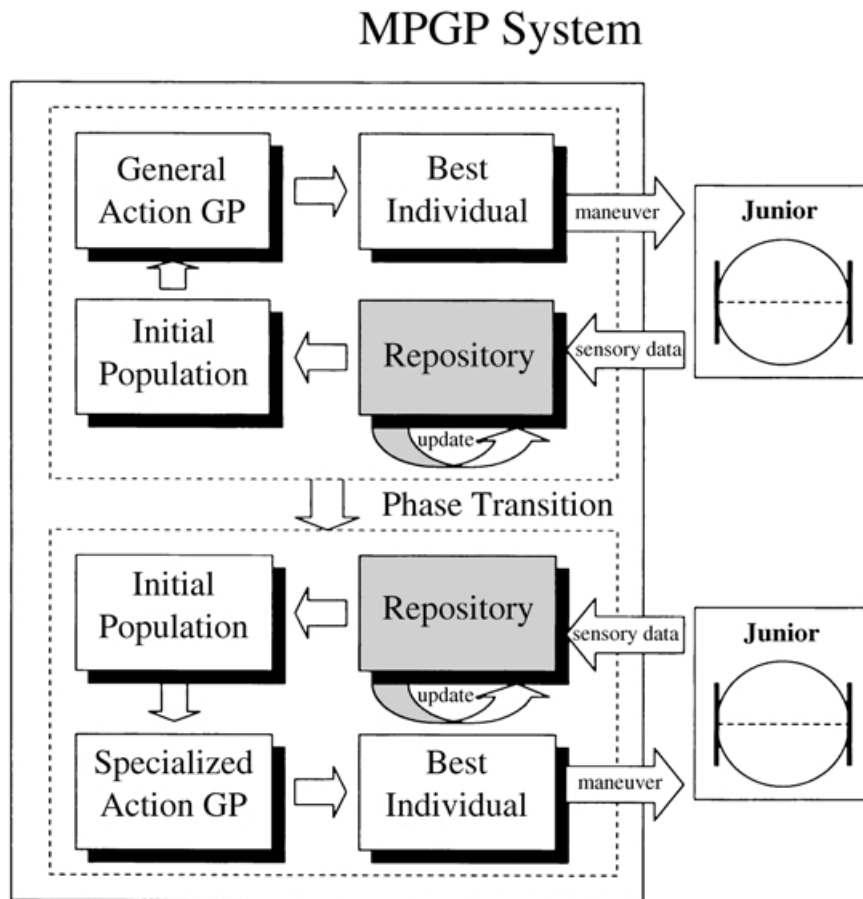 MPGP System
General
Action GP
Best
Individual
maneuver
Junior
Initial
Population
Repository
sensory data
update
Phase Transition
Initial
Population
Repository
sensory data
Junior
update
Specialized
Action GP
Best
Individual
maneuver